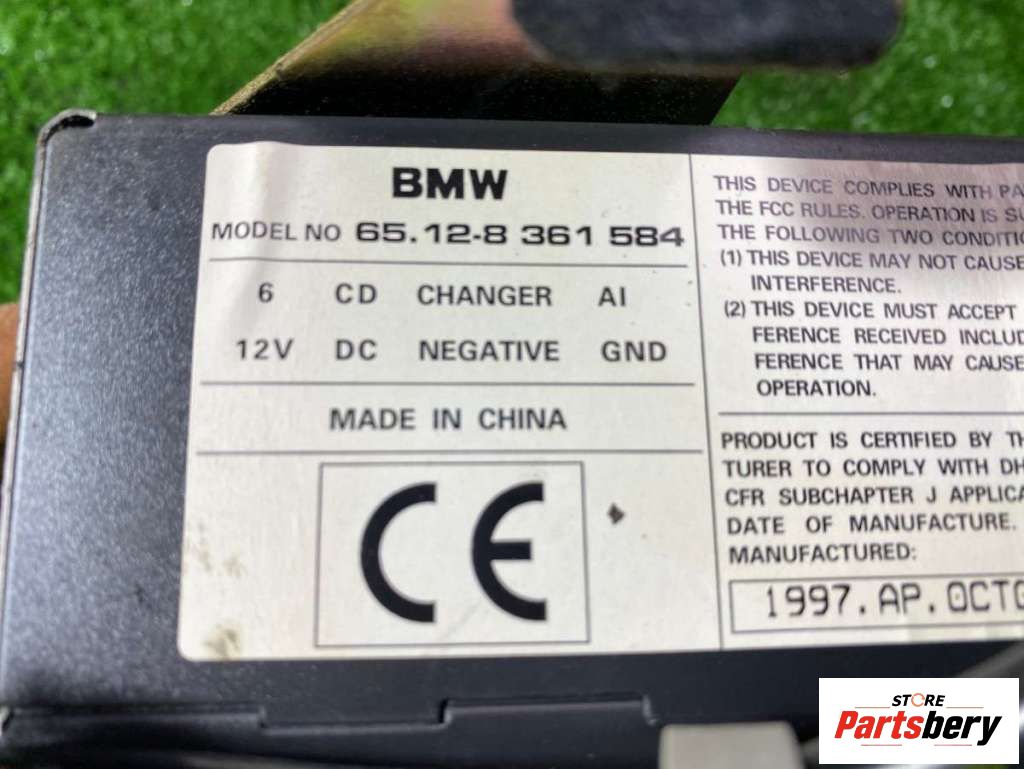 BMW
MODEL NO 65.12-8 361 584
6 CD CHANGER AI
12V DC NEGATIVE GND
MADE IN CHINA
CE
THIS DEVICE COMPLIES WITH
THE FCC RULES. OPERATION IS
THE FOLLOWING TWO
(1) THIS DEVICE MAY NOT CAUSE
INTERFERENCE.
(2) THIS DEVICE MUST ACCEPT
FERENCE RECEIVED
FERENCE THAT MAY CAUSE
OPERATION.
PRODUCT IS CERTIFIED BY
TURER TO COMPLY WITH
CFR SUBCHAPTER J
DATE OF MANUFACTURE.
MANUFACTURED:
1997.AP.OCT
STORE
Partsbery